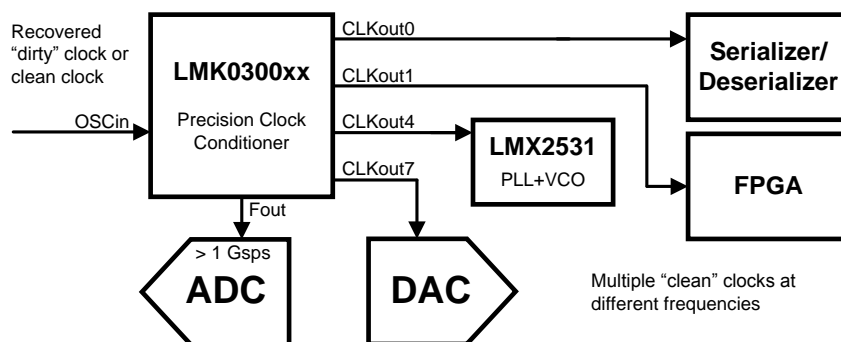 Recovered
“dirty” clock or
clean clock
OSCin
LMK0300xx
Precision Clock
Conditioner
CLKout0
CLKout1
CLKout4
CLKout7
Fout
Serializer/
Deserializer
LMX2531
PLL+VCO
FPGA
> 1 Gsps
ADC
DAC
Multiple “clean” clocks at
different frequencies